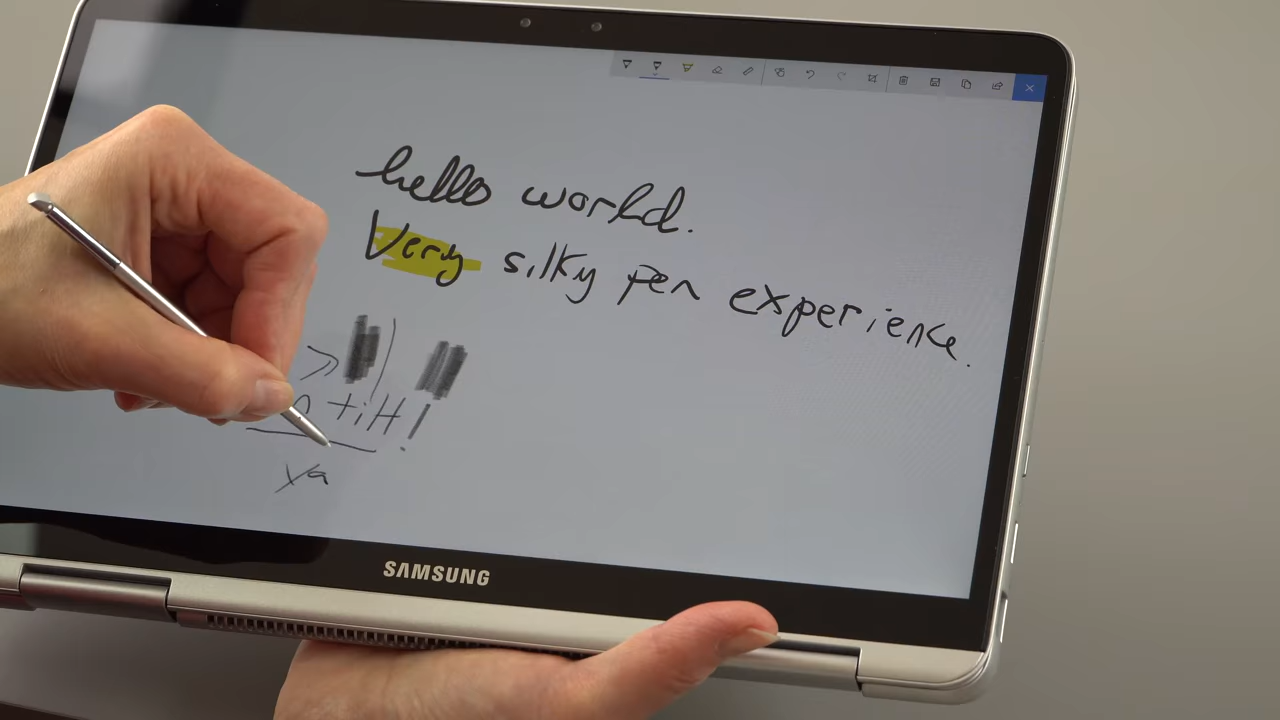 hello world.
Very silky pen experience.
tilt!
ya
SAMSUNG